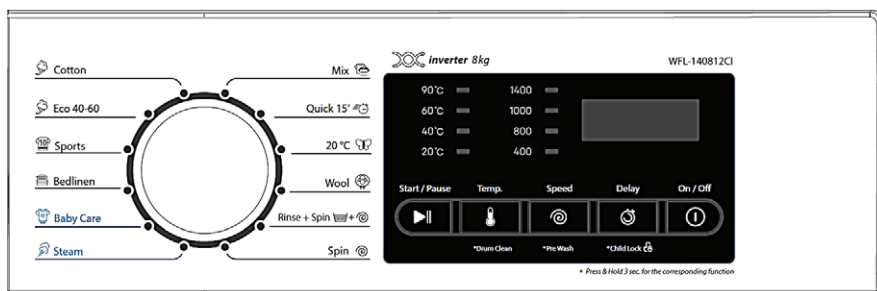 Cotton
Eco 40-60
Sports
Bedlinen
Baby Care
Steam
Mix
Quick 15'
20 °C
Wool
Rinse + Spin +
Spin
inverter 8kg
WFL-140812CI
90°C 1400
60°C 1000
40°C 800
20°C 400
Start / Pause Temp. Speed Delay On / Off
*Drum Clean *Pre Wash *Child Lock
* Press & Hold 3 sec. for the corresponding function